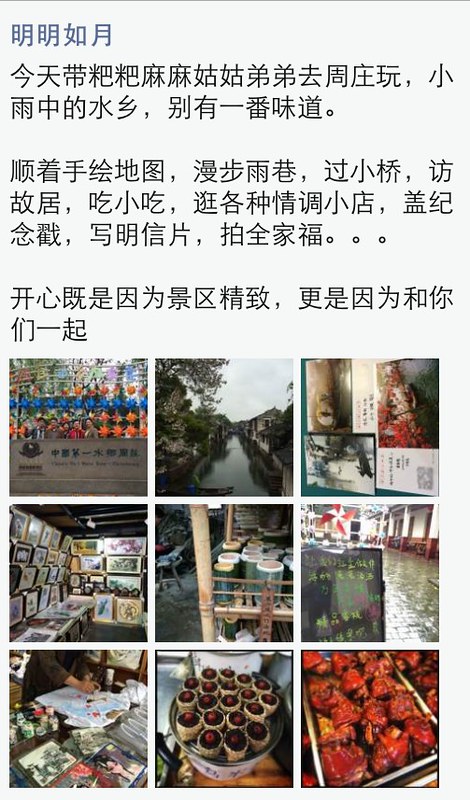 明明如月
今天带粑粑麻麻姑姑弟弟去周庄玩，小
雨中的水乡，别有一番味道。
顺着手绘地图，漫步雨巷，过小桥，访
故居，吃小吃，逛各种情调小店，盖纪
念戳，写明信片，拍全家福。。。
开心既是因为景区精致，更是因为和你
们一起
中国第一水乡周庄